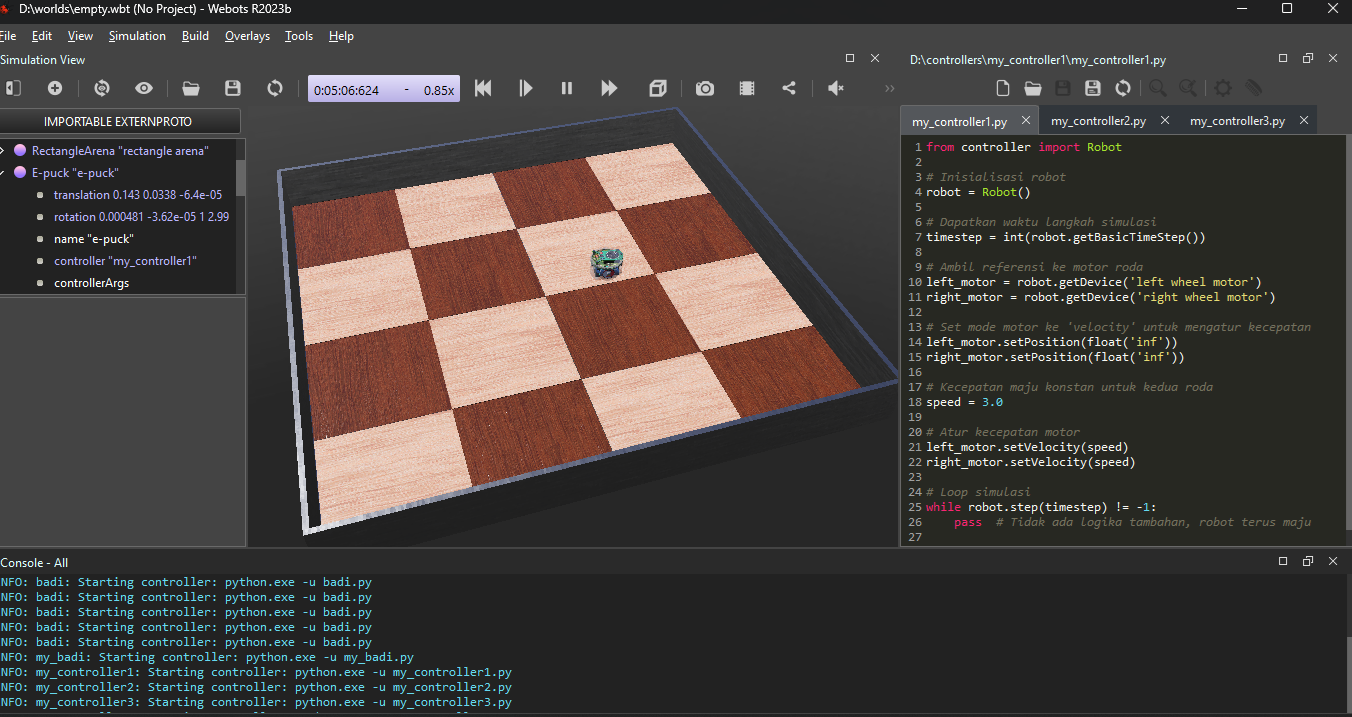 D:\worlds\empty.wbt (No Project) - Webots R2023b
File Edit View Simulation Build Overlays Tools Help
Simulation View
0:05:06:624 - 0.85x
IMPORTABLE EXTERNPROTO
RectangleArena "rectangle arena"
E-puck "e-puck"
translation 0.143 0.0338 -6.4e-05
rotation 0.000481 -3.62e-05 1 2.99
name "e-puck"
controller "my_controller1"
controllerArgs
D:\controllers\my_controller1\my_controller1.py
my_controller1.py my_controller2.py my_controller3.py
1 from controller import Robot
2
3 # Inisialisasi robot
4 robot = Robot()
5
6 # Dapatkan waktu langkah simulasi
7 timestep = int(robot.getBasicTimeStep())
8
9 # Ambil referensi ke motor roda
10 left_motor = robot.getDevice('left wheel motor')
11 right_motor = robot.getDevice('right wheel motor')
12
13 # Set mode motor ke 'velocity' untuk mengatur kecepatan
14 left_motor.setPosition(float('inf'))
15 right_motor.setPosition(float('inf'))
16
17 # Kecepatan maju konstan untuk kedua roda
18 speed = 3.0
19
20 # Atur kecepatan motor
21 left_motor.setVelocity(speed)
22 right_motor.setVelocity(speed)
23
24 # Loop simulasi
25 while robot.step(timestep) != -1:
26 pass # Tidak ada logika tambahan, robot terus maju
27
Console - All
NFO: badi: Starting controller: python.exe -u badi.py
NFO: badi: Starting controller: python.exe -u badi.py
NFO: badi: Starting controller: python.exe -u badi.py
NFO: badi: Starting controller: python.exe -u badi.py
NFO: badi: Starting controller: python.exe -u badi.py
NFO: my_badi: Starting controller: python.exe -u my_badi.py
NFO: my_controller1: Starting controller: python.exe -u my_controller1.py
NFO: my_controller2: Starting controller: python.exe -u my_controller2.py
NFO: my_controller3: Starting controller: python.exe -u my_controller3.py